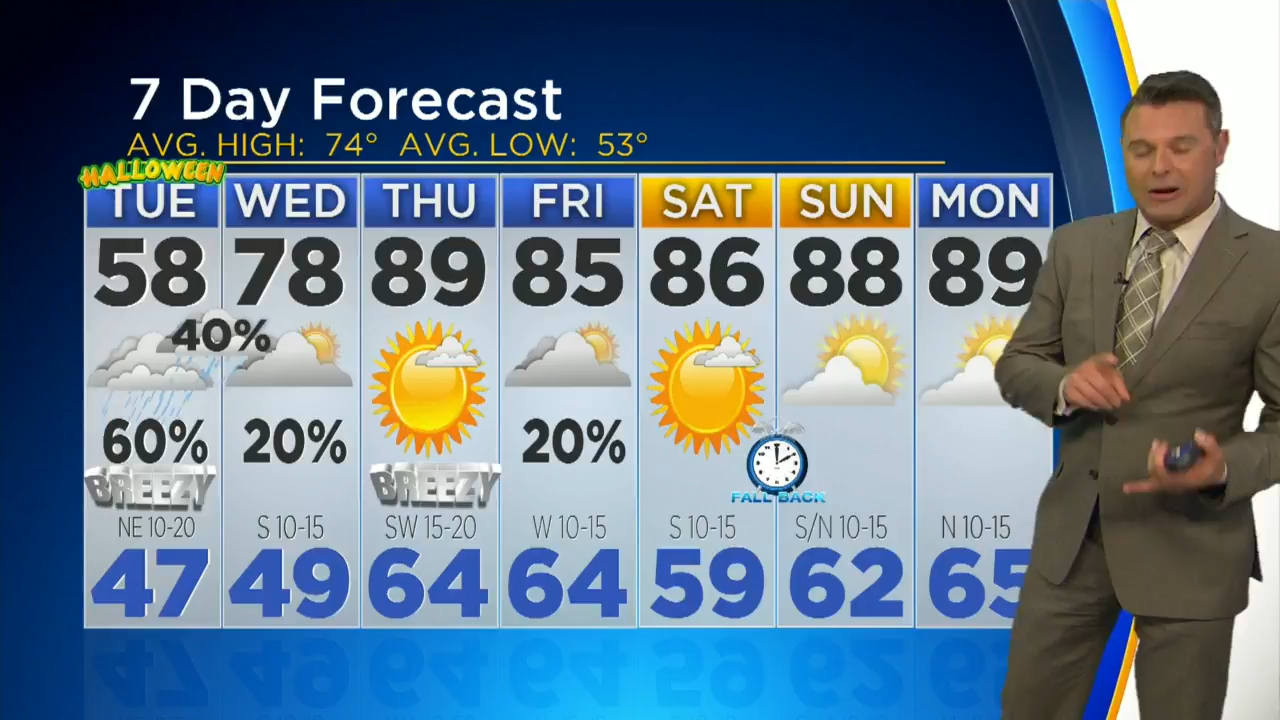 7 Day Forecast
AVG. HIGH: 74° AVG. LOW: 53°
HALLOWEEN
TUE WED THU FRI SAT SUN MON
58 78 89 85 86 88 89
40%
60% 20% 20%
BREEZY BREEZY
FALL BACK
NE 10-20 S 10-15 SW 15-20 W 10-15 S 10-15 S/N 10-15 N 10-15
47 49 64 64 59 62 65